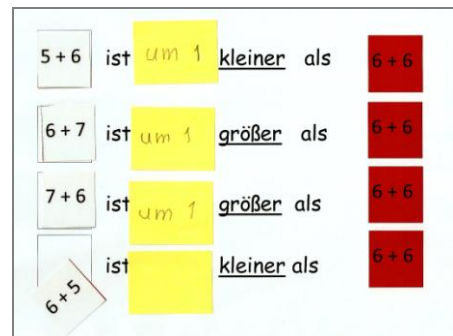 5 + 6 ist um 1 kleiner als 6 + 6
6 + 7 ist um 1 größer als 6 + 6
7 + 6 ist um 1 größer als 6 + 6
6 + 5 ist kleiner als 6 + 6